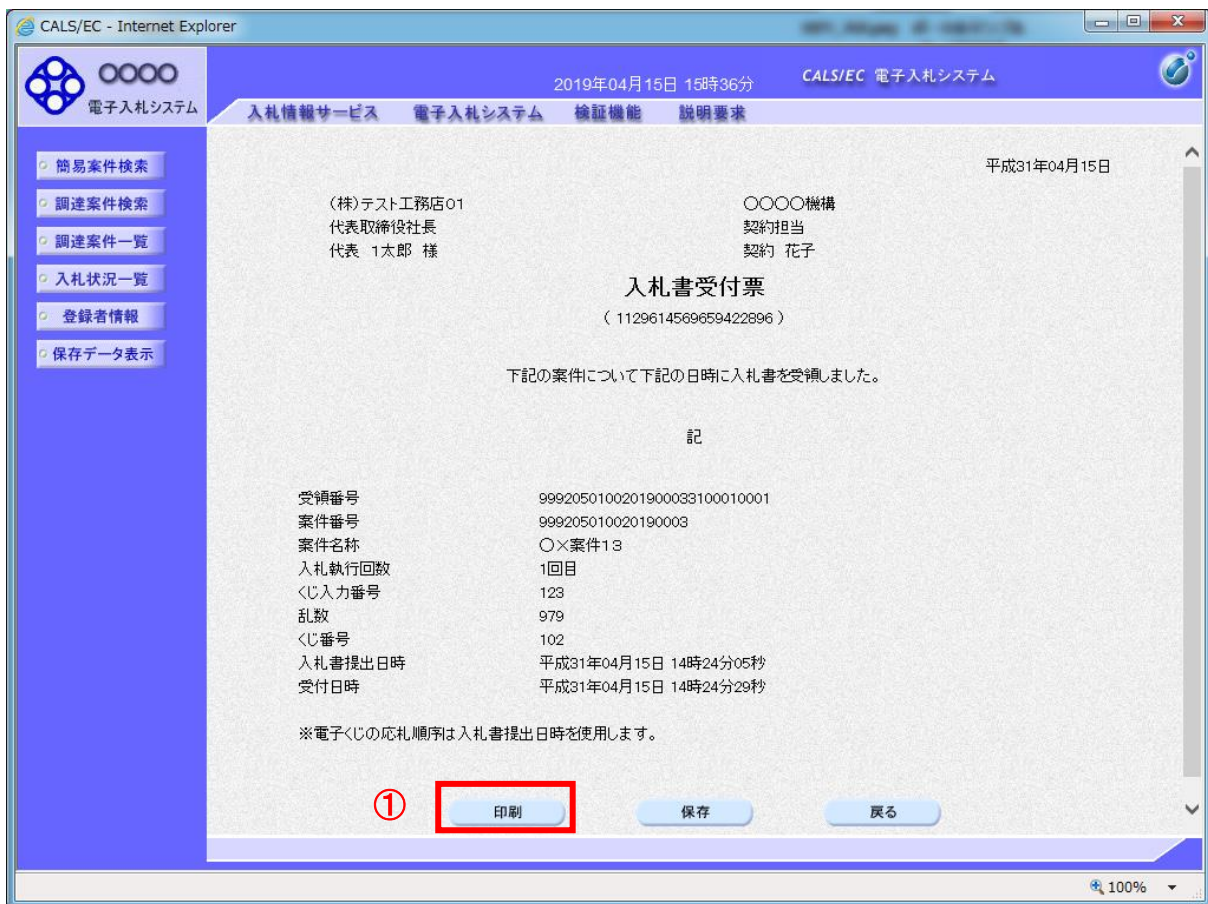 CALS/EC - Internet Explorer
〇〇〇〇
電子入札システム
2019年04月15日 15時36分
CALS/EC 電子入札システム
入札情報サービス 電子入札システム 検証機能 説明要求
簡易案件検索
調達案件検索
調達案件一覧
入札状況一覧
登録者情報
保存データ表示
平成31年04月15日
(株)テスト工務店01 〇〇〇〇機構
代表取締役社長 契約担当
代表 1太郎 様 契約 花子
入札書受付票
( 1129614569659422896 )
下記の案件について下記の日時に入札書を受領しました。
記
受領番号 9992050100201900033100010001
案件番号 999205010020190003
案件名称 〇×案件13
入札執行回数 1回目
くじ入力番号 123
乱数 979
くじ番号 102
入札書提出日時 平成31年04月15日 14時24分05秒
受付日時 平成31年04月15日 14時24分29秒
※電子くじの応札順序は入札書提出日時を使用します。
① 印刷 保存 戻る
100%